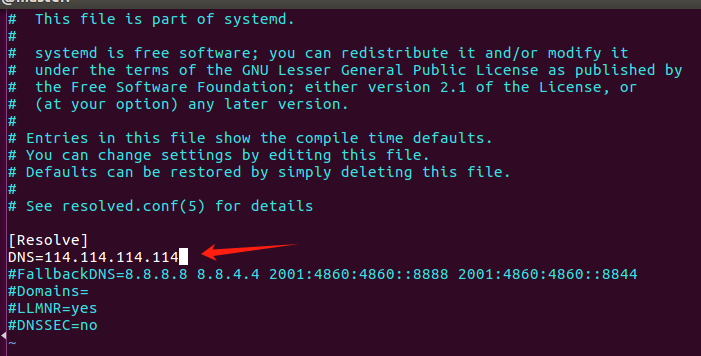 #  This file is part of systemd.
#
#  systemd is free software; you can redistribute it and/or modify it
#  under the terms of the GNU Lesser General Public License as published by
#  the Free Software Foundation; either version 2.1 of the License, or
#  (at your option) any later version.
#
# Entries in this file show the compile time defaults.
# You can change settings by editing this file.
# Defaults can be restored by simply deleting this file.
#
# See resolved.conf(5) for details

[Resolve]
DNS=114.114.114.114
#FallbackDNS=8.8.8.8 8.8.4.4 2001:4860:4860::8888 2001:4860:4860::8844
#Domains=
#LLMNR=yes
#DNSSEC=no
~